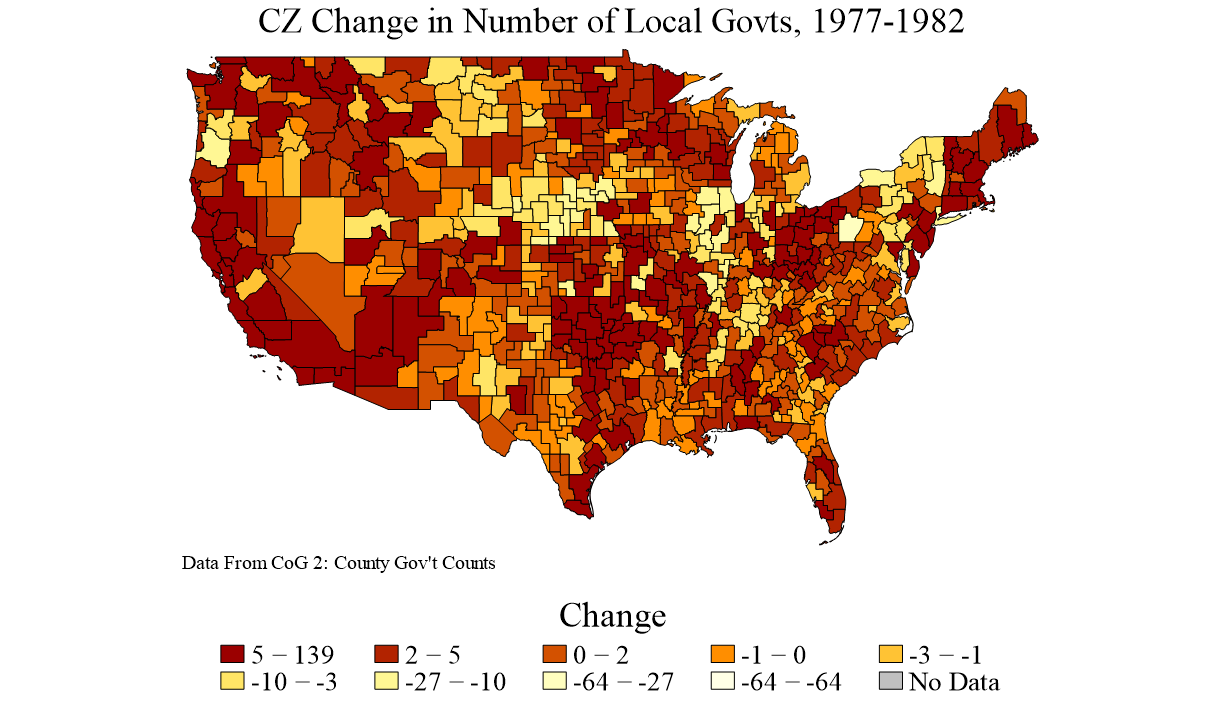 CZ Change in Number of Local Govts, 1977-1982
Data From CoG 2: County Gov't Counts
Change
5 − 139 2 − 5 0 − 2 -1 − 0 -3 − -1
-10 − -3 -27 − -10 -64 − -27 -64 − -64 No Data